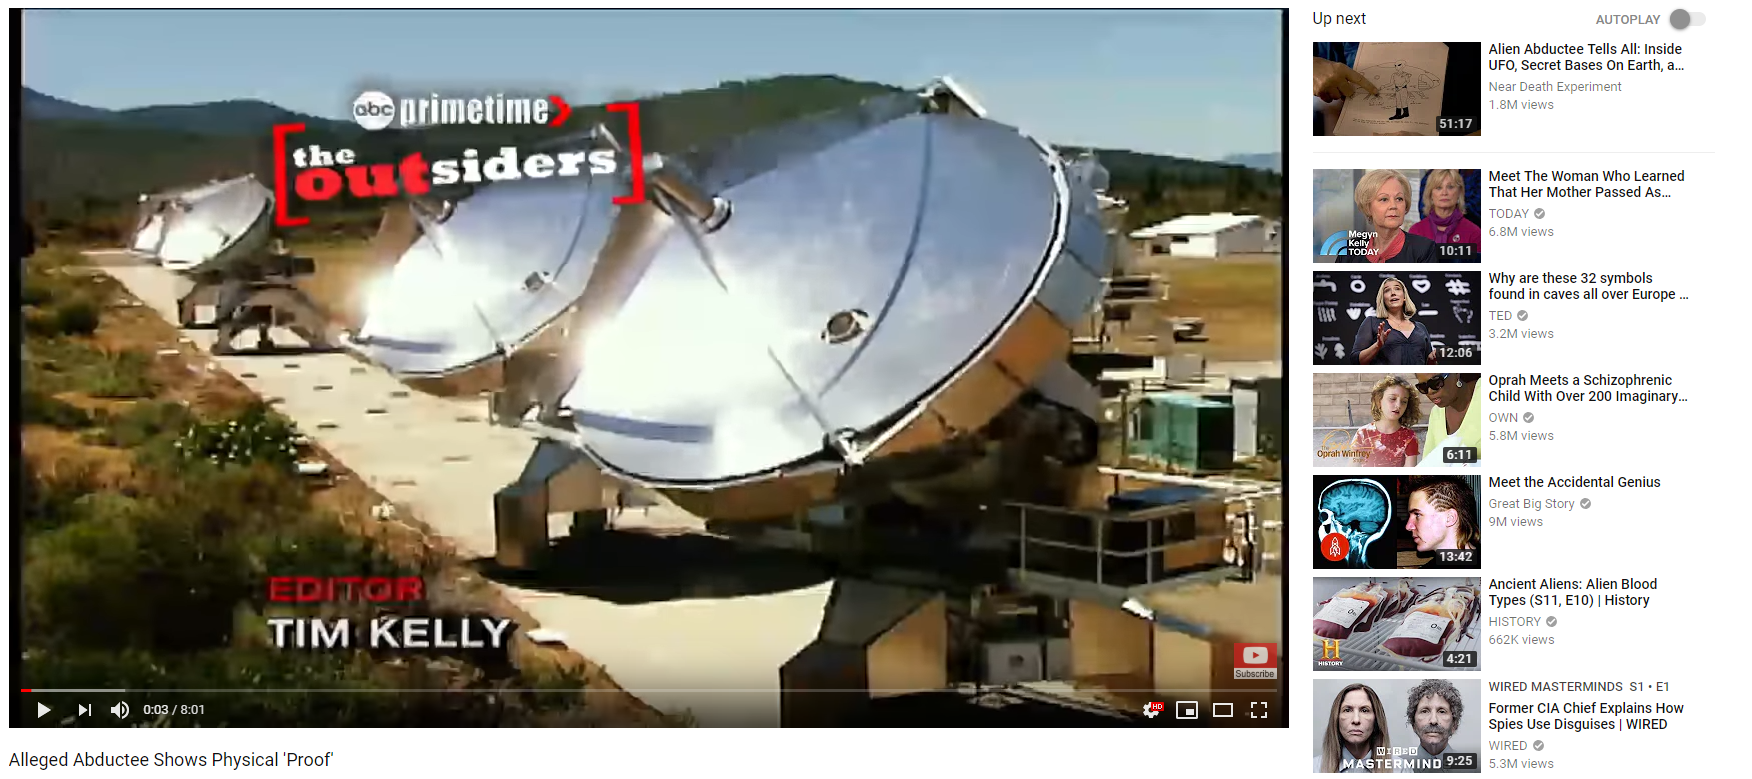 abc primetime
the
outsiders
EDITOR
TIM KELLY
Subscribe
0:03 / 8:01
HD
Alleged Abductee Shows Physical 'Proof'
Up next
AUTOPLAY
51:17
Alien Abductee Tells All: Inside
UFO, Secret Bases On Earth, a...
Near Death Experiment
1.8M views
Megyn
Kelly
TODAY
10:11
Meet The Woman Who Learned
That Her Mother Passed As...
TODAY
6.8M views
12:06
Why are these 32 symbols
found in caves all over Europe ...
TED
3.2M views
The
Oprah Winfrey
6:11
Oprah Meets a Schizophrenic
Child With Over 200 Imaginary...
OWN
5.8M views
13:42
Meet the Accidental Genius
Great Big Story
9M views
H
HISTORY
4:21
Ancient Aliens: Alien Blood
Types (S11, E10) | History
HISTORY
662K views
WIRED
MASTERMIND
9:25
WIRED MASTERMINDS S1 • E1
Former CIA Chief Explains How
Spies Use Disguises | WIRED
WIRED
5.3M views